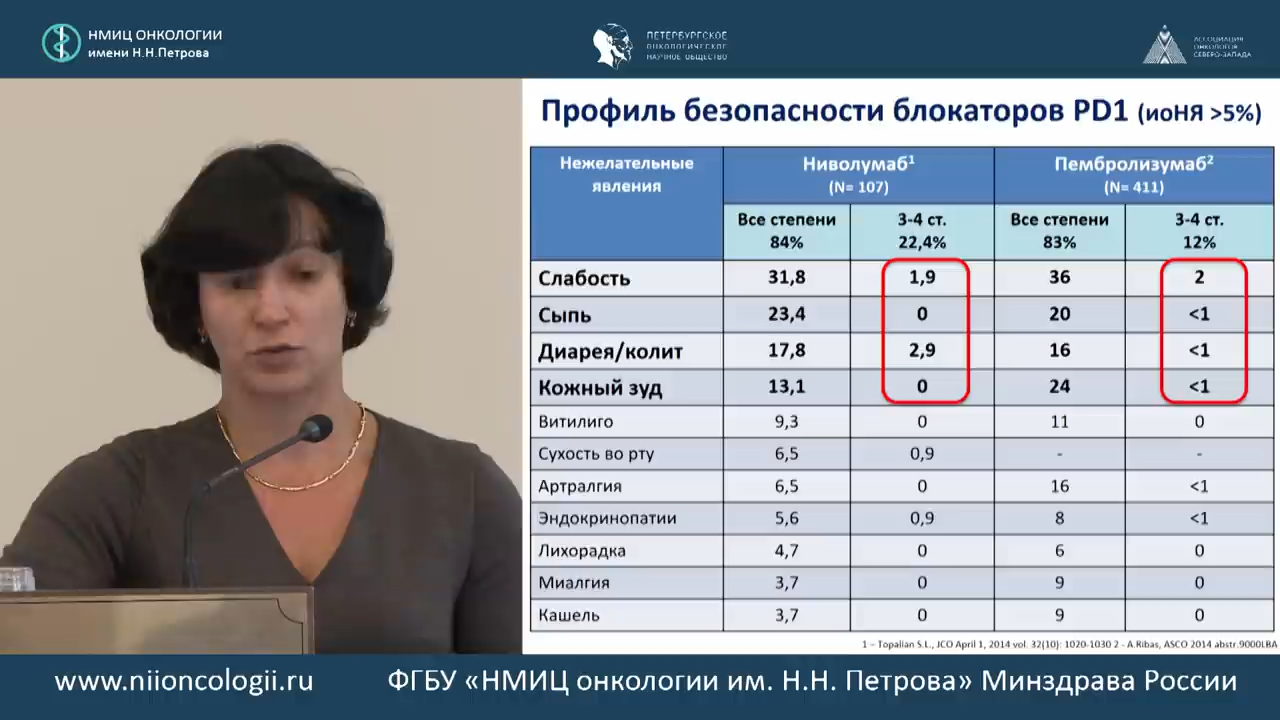 НМИЦ ОНКОЛОГИИ
имени Н.Н.Петрова
ПЕТЕРБУРГСКОЕ
ОНКОЛОГИЧЕСКОЕ
НАУЧНОЕ ОБЩЕСТВО
АССОЦИАЦИЯ
ОНКОЛОГОВ
СЕВЕРО-ЗАПАДА
Профиль безопасности блокаторов PD1 (иоНЯ >5%)
Нежелательные явления Ниволумаб¹ (N= 107) Пембролизумаб² (N= 411)
Все степени 84% 3-4 ст. 22,4% Все степени 83% 3-4 ст. 12%
Слабость 31,8 1,9 36 2
Сыпь 23,4 0 20 <1
Диарея/колит 17,8 2,9 16 <1
Кожный зуд 13,1 0 24 <1
Витилиго 9,3 0 11 0
Сухость во рту 6,5 0,9 - -
Артралгия 6,5 0 16 <1
Эндокринопатии 5,6 0,9 8 <1
Лихорадка 4,7 0 6 0
Миалгия 3,7 0 9 0
Кашель 3,7 0 9 0
1 – Topalian S.L., JCO April 1, 2014 vol. 32(10): 1020-1030 2 - A.Ribas, ASCO 2014 abstr.9000LBA
www.niioncologii.ru ФГБУ «НМИЦ онкологии им. Н.Н. Петрова» Минздрава России